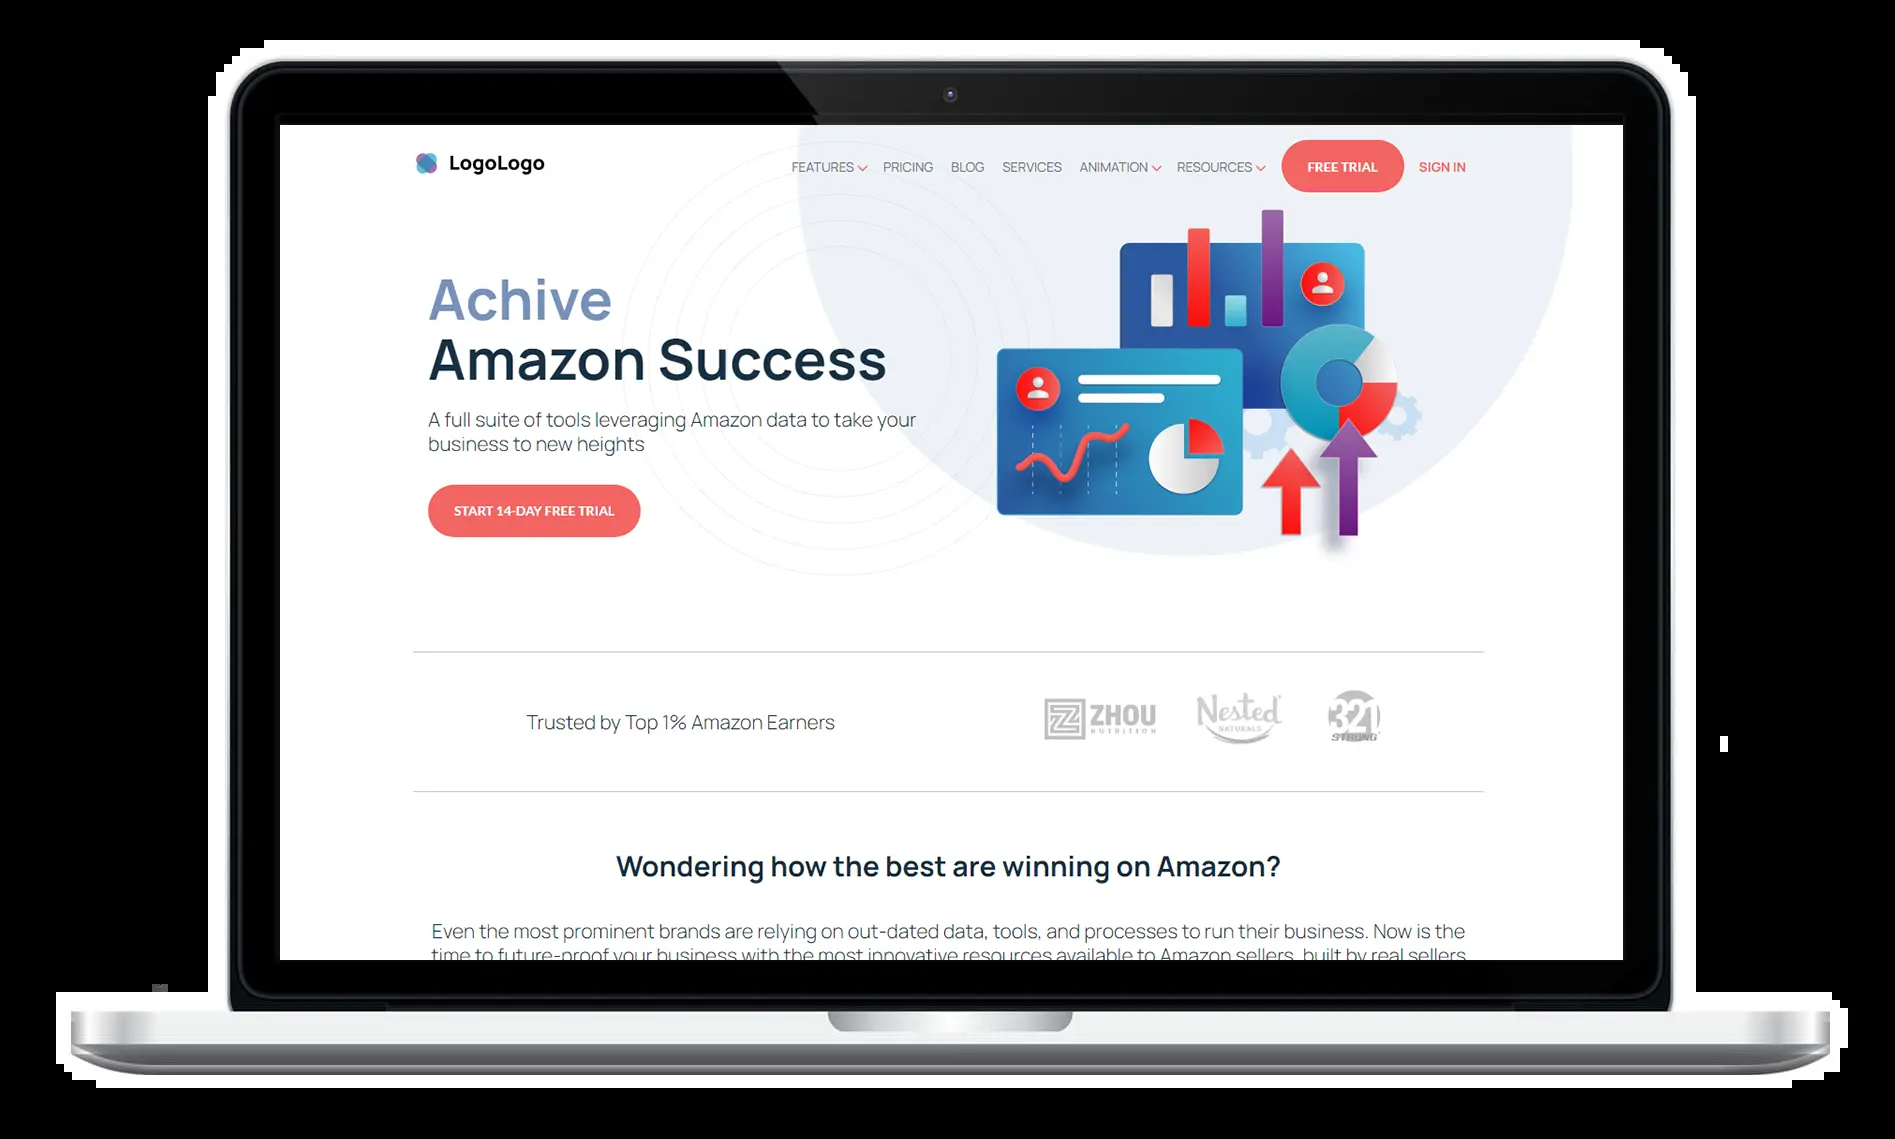 LogoLogo
FEATURES PRICING BLOG SERVICES ANIMATION RESOURCES FREE TRIAL SIGN IN
Achive
Amazon Success
A full suite of tools leveraging Amazon data to take your
business to new heights
START 14-DAY FREE TRIAL
Trusted by Top 1% Amazon Earners
ZHOU
NUTRITION
Nested
NATURALS
321
STRONG
Wondering how the best are winning on Amazon?
Even the most prominent brands are relying on out-dated data, tools, and processes to run their business. Now is the
time to future-proof your business with the most innovative resources available to Amazon sellers, built by real sellers